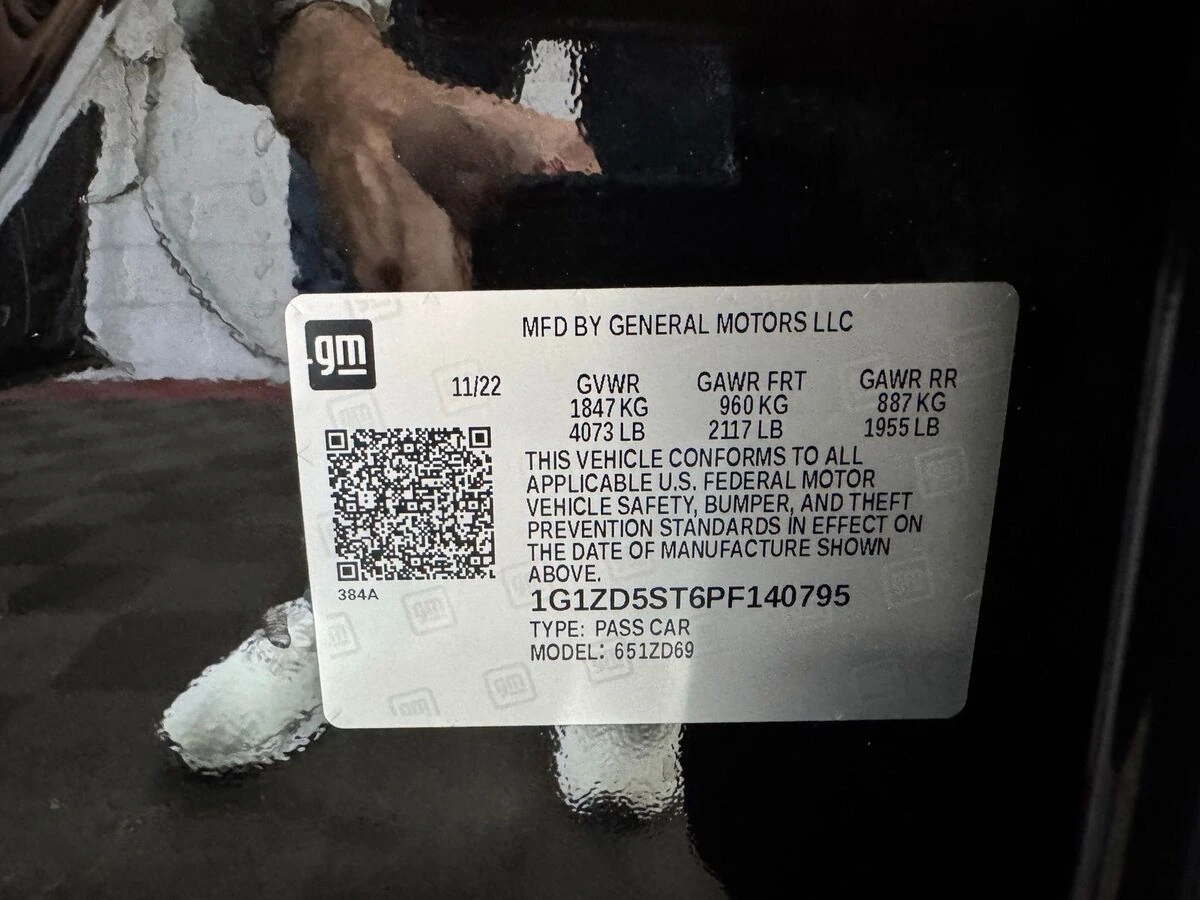 gm
MFD BY GENERAL MOTORS LLC
11/22 GVWR GAWR FRT GAWR RR
1847 KG 960 KG 887 KG
4073 LB 2117 LB 1955 LB
THIS VEHICLE CONFORMS TO ALL
APPLICABLE U.S. FEDERAL MOTOR
VEHICLE SAFETY, BUMPER, AND THEFT
PREVENTION STANDARDS IN EFFECT ON
THE DATE OF MANUFACTURE SHOWN
ABOVE.
384A
1G1ZD5ST6PF140795
TYPE: PASS CAR
MODEL: 651ZD69